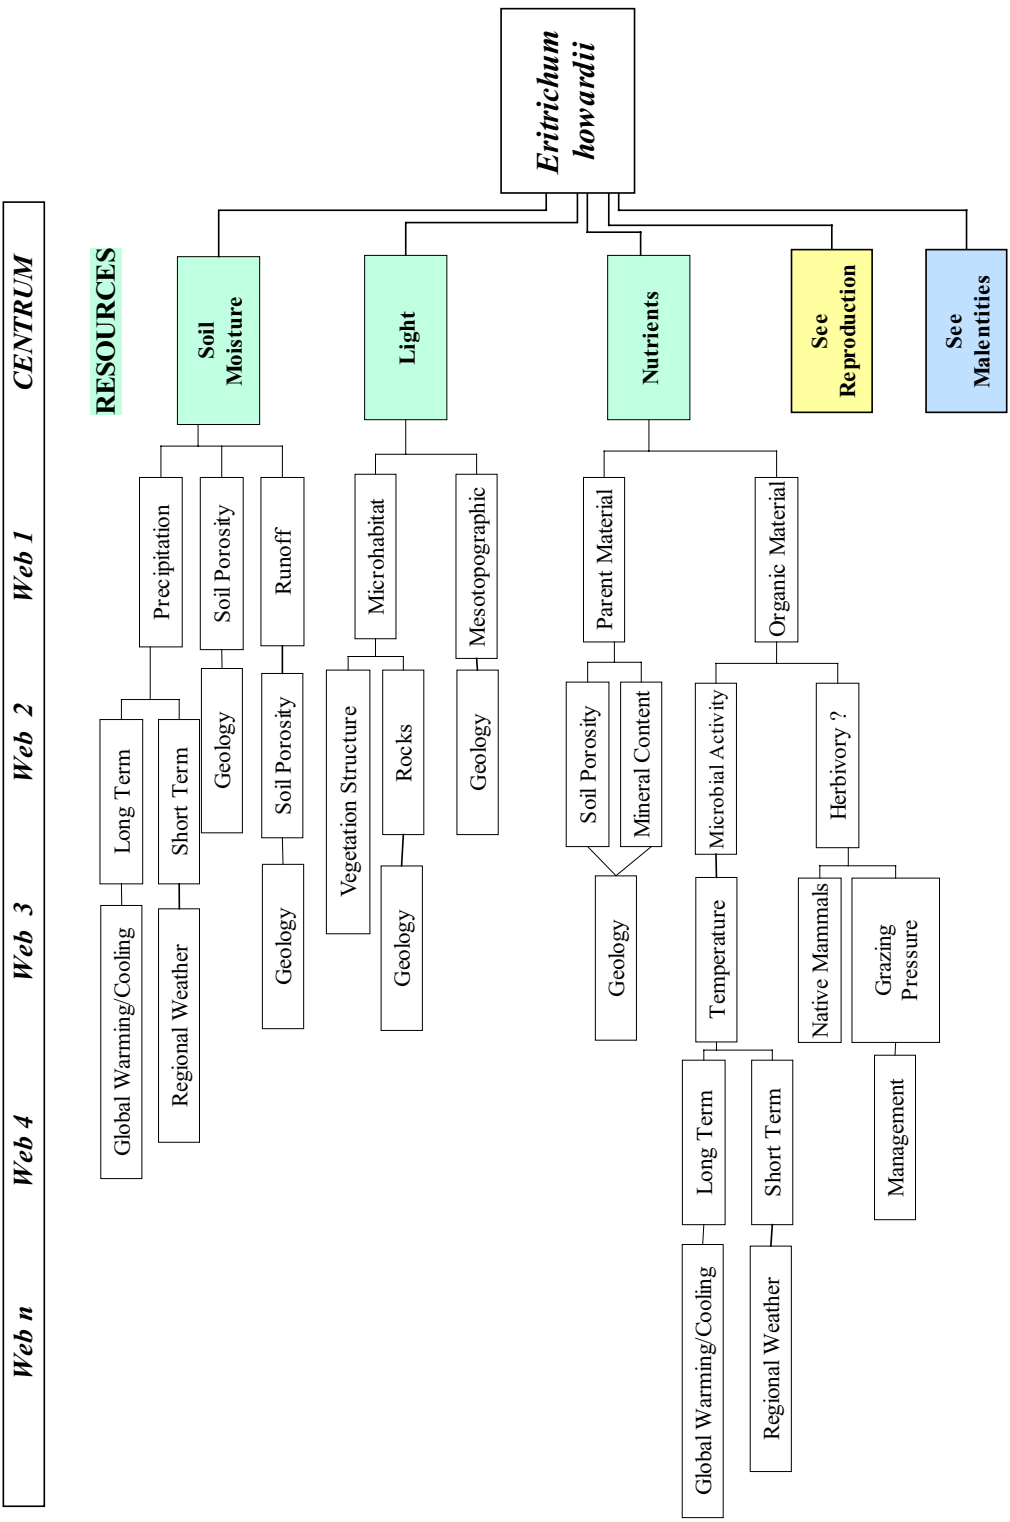 Web n
Web 4
Web 3
Web 2
Web 1
CENTRUM
RESOURCES
Global Warming/Cooling
Long Term
Precipitation
Regional Weather
Short Term
Soil
Moisture
Geology
Soil Porosity
Geology
Soil Porosity
Runoff
Vegetation Structure
Microhabitat
Light
Geology
Rocks
Geology
Mesotopographic
Eritrichum
howardii
Soil Porosity
Parent Material
Geology
Mineral Content
Nutrients
Global Warming/Cooling
Long Term
Temperature
Microbial Activity
Regional Weather
Short Term
Organic Material
Native Mammals
Herbivory ?
Management
Grazing
Pressure
See
Reproduction
See
Malentities